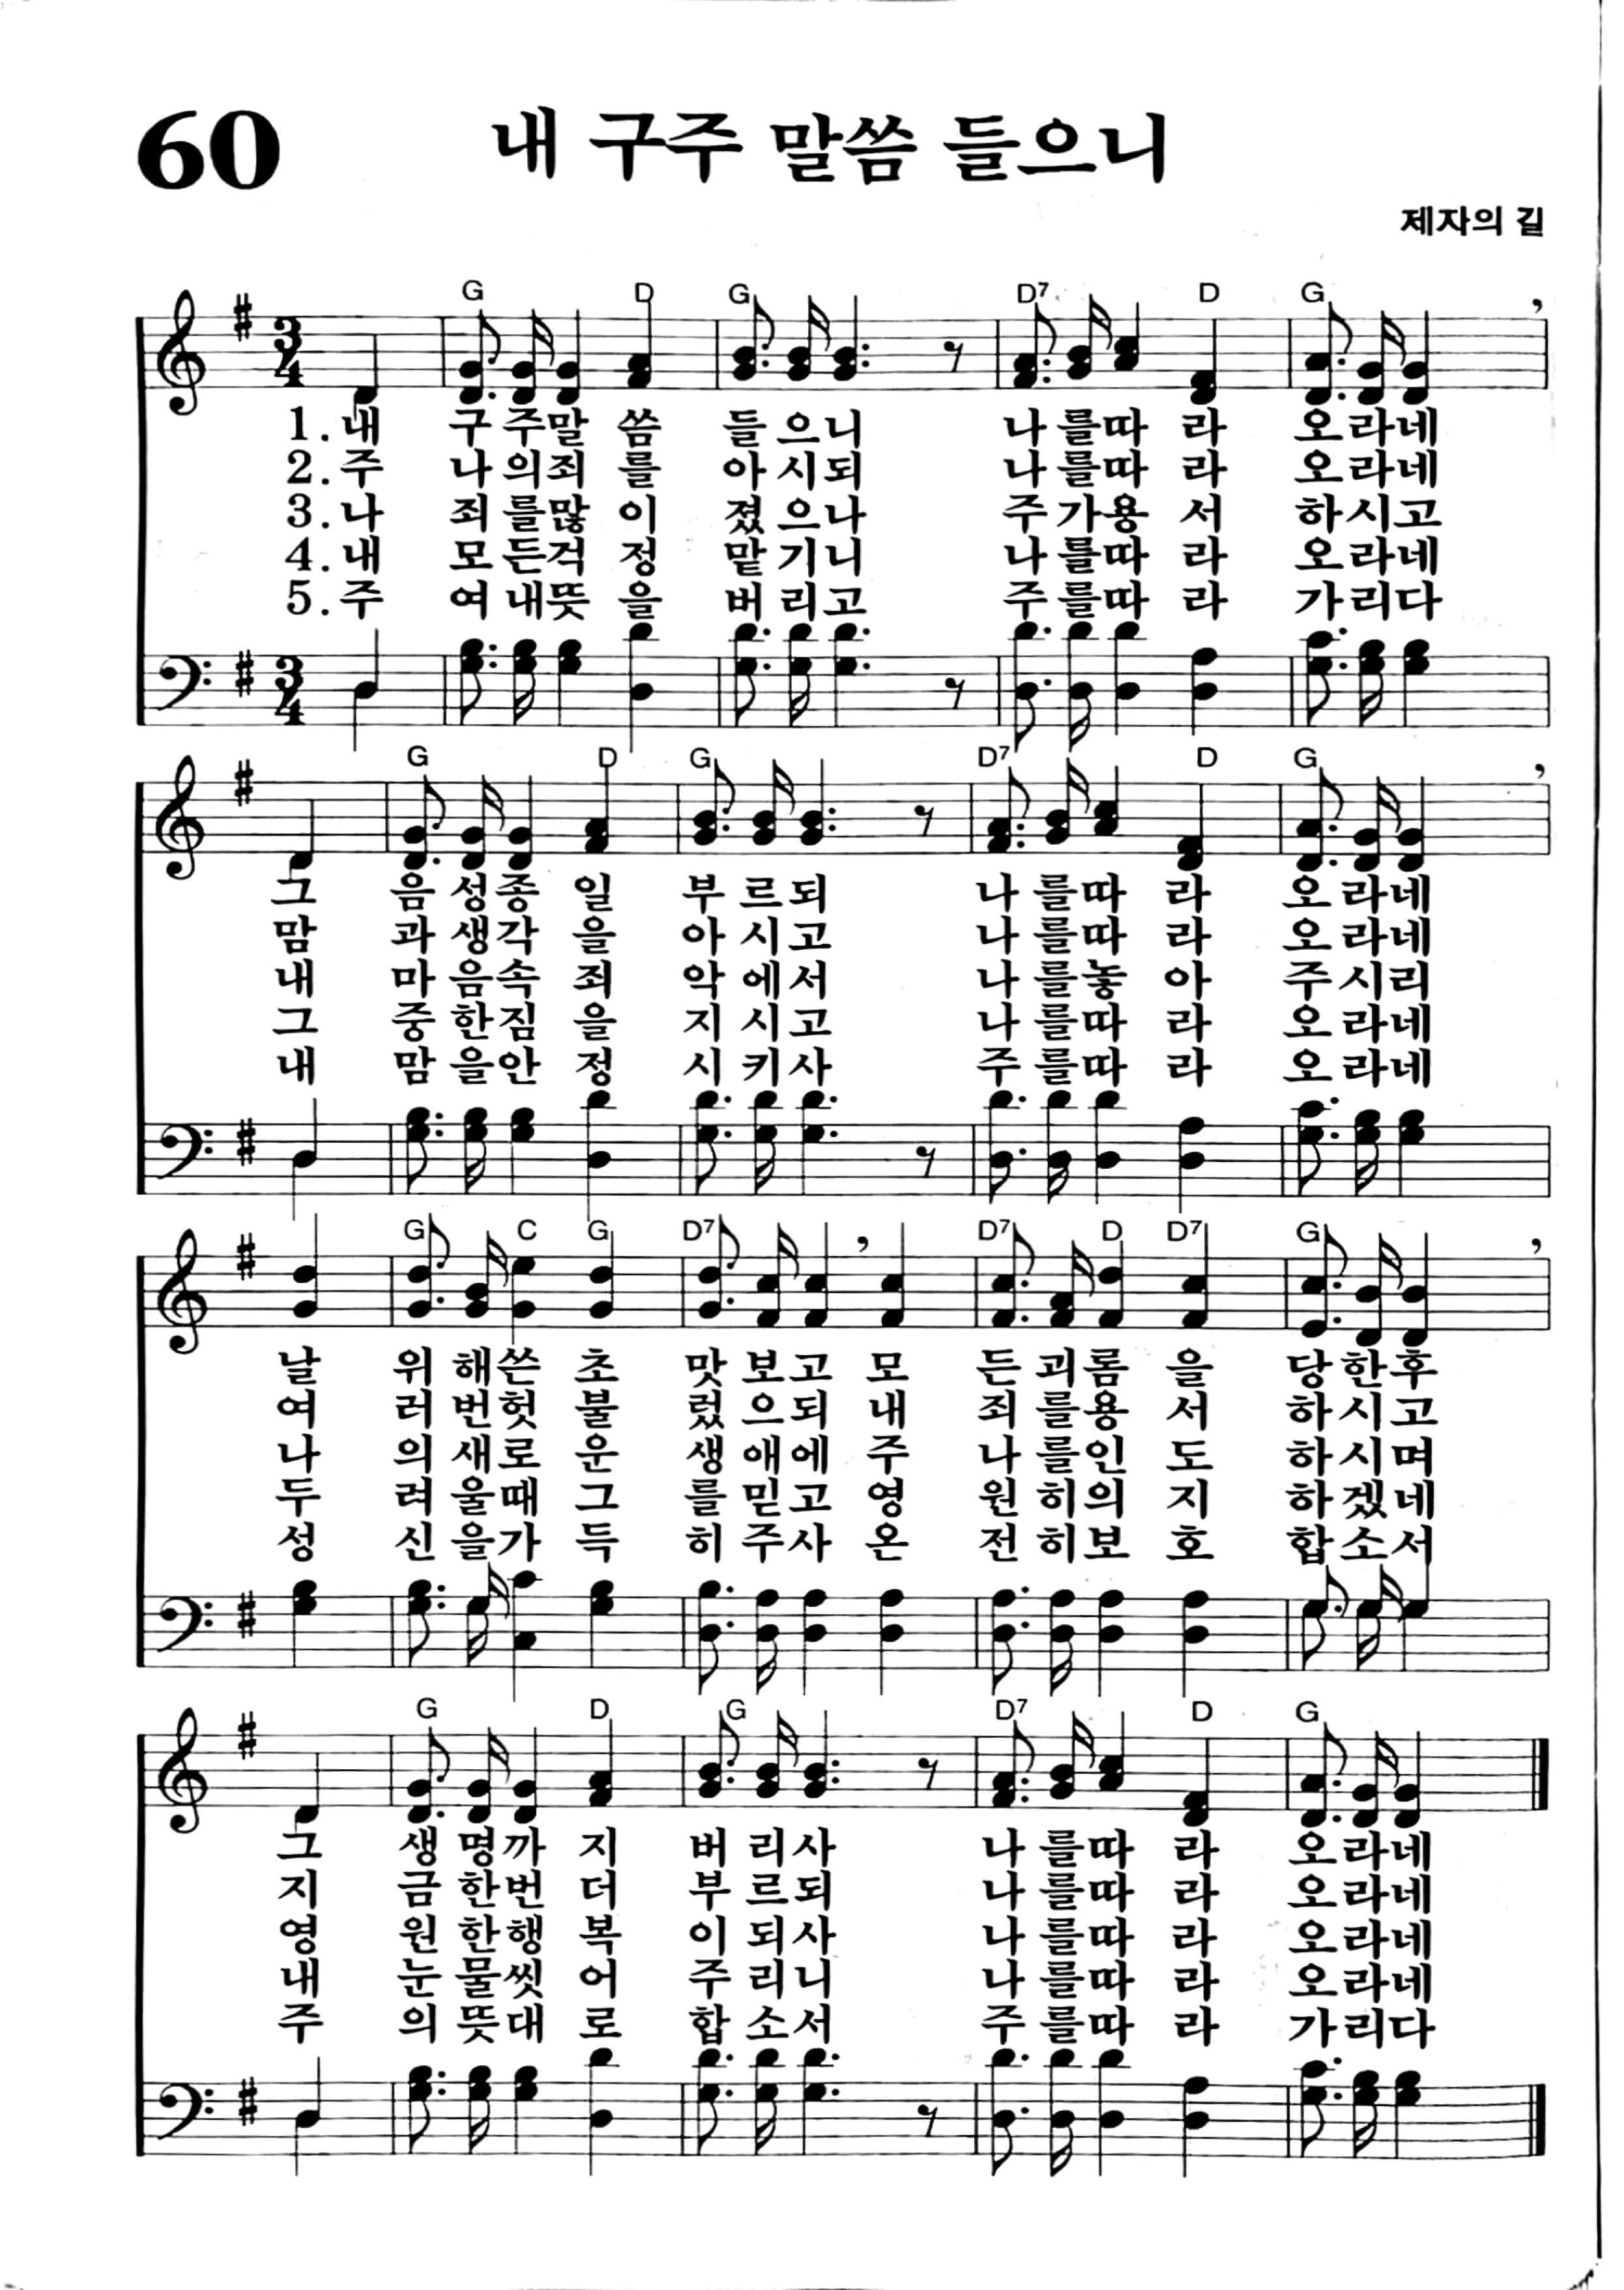 60
내 구주 말씀 들으니
제자의 길
G D G D7 D G
3/4
1.내 구 주말 씀 들 으니 나 를따 라 오 라네
2.주 나 의죄 를 아 시되 나 를따 라 오 라네
3.나 죄 를많 이 졌 으나 주 가용 서 하 시고
4.내 모 든걱 정 맡 기니 나 를따 라 오 라네
5.주 여 내뜻 을 버 리고 주 를따 라 가 리다
3/4
G D G D7 D G
그 음 성종 일 부 르되 나 를따 라 오 라네
맘 과 생각 을 아 시고 나 를따 라 오 라네
내 마 음속 죄 악 에서 나 를놓 아 주 시리
그 중 한짐 을 지 시고 나 를따 라 오 라네
내 맘 을안 정 시 키사 주 를따 라 오 라네
G C G D7 D7 D D7 G
날 위 해쓴 초 맛 보고 모 든 괴롬 을 당 한후
여 러 번헛 불 렀 으되 내 죄 를용 서 하 시고
나 의 새로 운 생 애에 주 나 를인 도 하 시며
두 려 울때 그 를 믿고 영 원 히의 지 하 겠네
성 신 을가 득 히 주사 온 전 히보 호 합 소서
G D G D7 D G
그 생 명까 지 버 리사 나 를따 라 오 라네
지 금 한번 더 부 르되 나 를따 라 오 라네
영 원 한행 복 이 되사 나 를따 라 오 라네
내 눈 물씻 어 주 리니 나 를따 라 오 라네
주 의 뜻대 로 합 소서 주 를따 라 가 리다